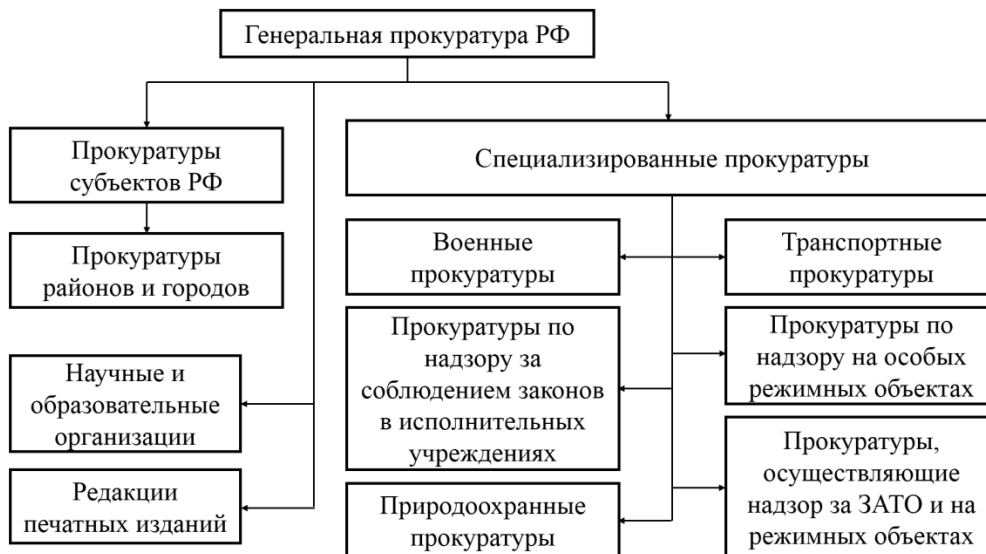 Генеральная прокуратура РФ
Прокуратуры
субъектов РФ
Прокуратуры
районов и городов
Научные и
образовательные
организации
Редакции
печатных изданий
Специализированные прокуратуры
Военные
прокуратуры
Транспортные
прокуратуры
Прокуратуры по
надзору за
соблюдением законов
в исполнительных
учреждениях
Прокуратуры по
надзору на особых
режимных объектах
Природоохранные
прокуратуры
Прокуратуры,
осуществляющие
надзор за ЗАТО и на
режимных объектах